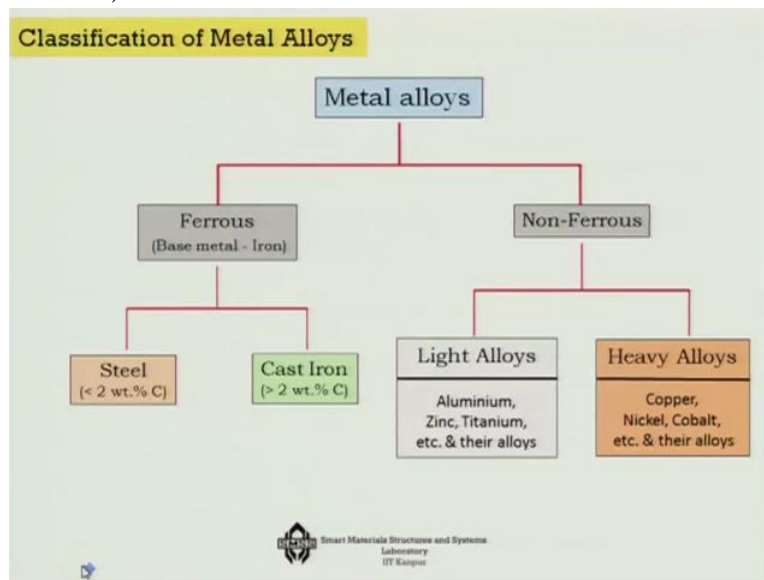 Classification of Metal Alloys
Metal alloys
Ferrous
(Base metal - Iron)
Non-Ferrous
Steel
(< 2 wt.% C)
Cast Iron
(> 2 wt.% C)
Light Alloys
Aluminium,
Zinc, Titanium,
etc. & their alloys
Heavy Alloys
Copper,
Nickel, Cobalt,
etc. & their alloys
Smart Materials Structures and Systems
Laboratory
IIT Kanpur